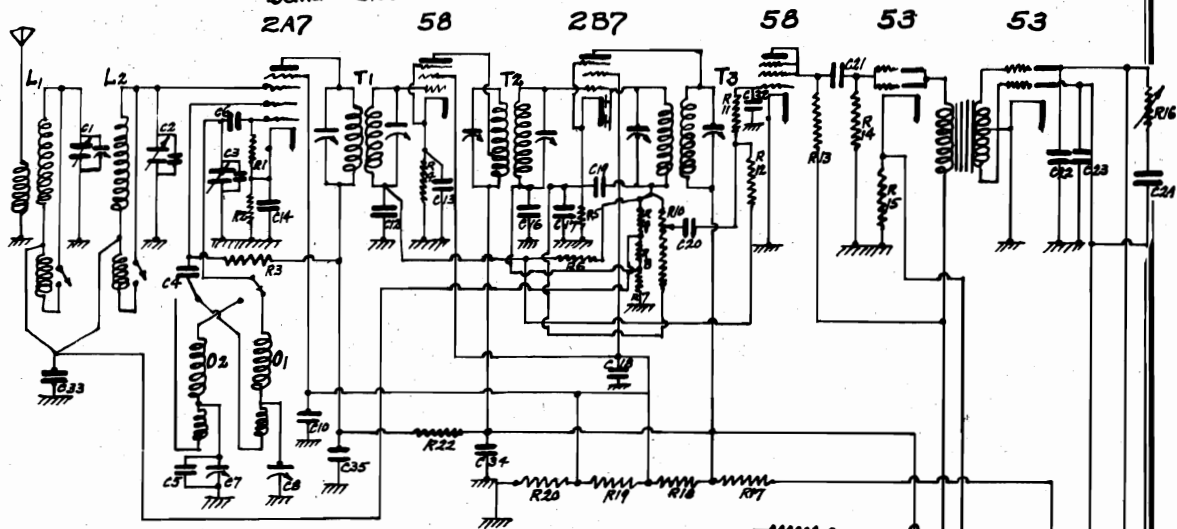 2A7 58 2B7 58 53 53
L1 L2 T1 T2 T3 C21
C1 C2 C6 C3 R1 R2 C14 C12 C13 C16 C17 C19 R5 R6 R10 C20 R11 R12 R13 R14 R15 C22 C23 R16 C24
R3
C4
O2 O1
C33 C18
C10 R22 C35 C34
C5 C7 C8 R20 R19 R18 R17